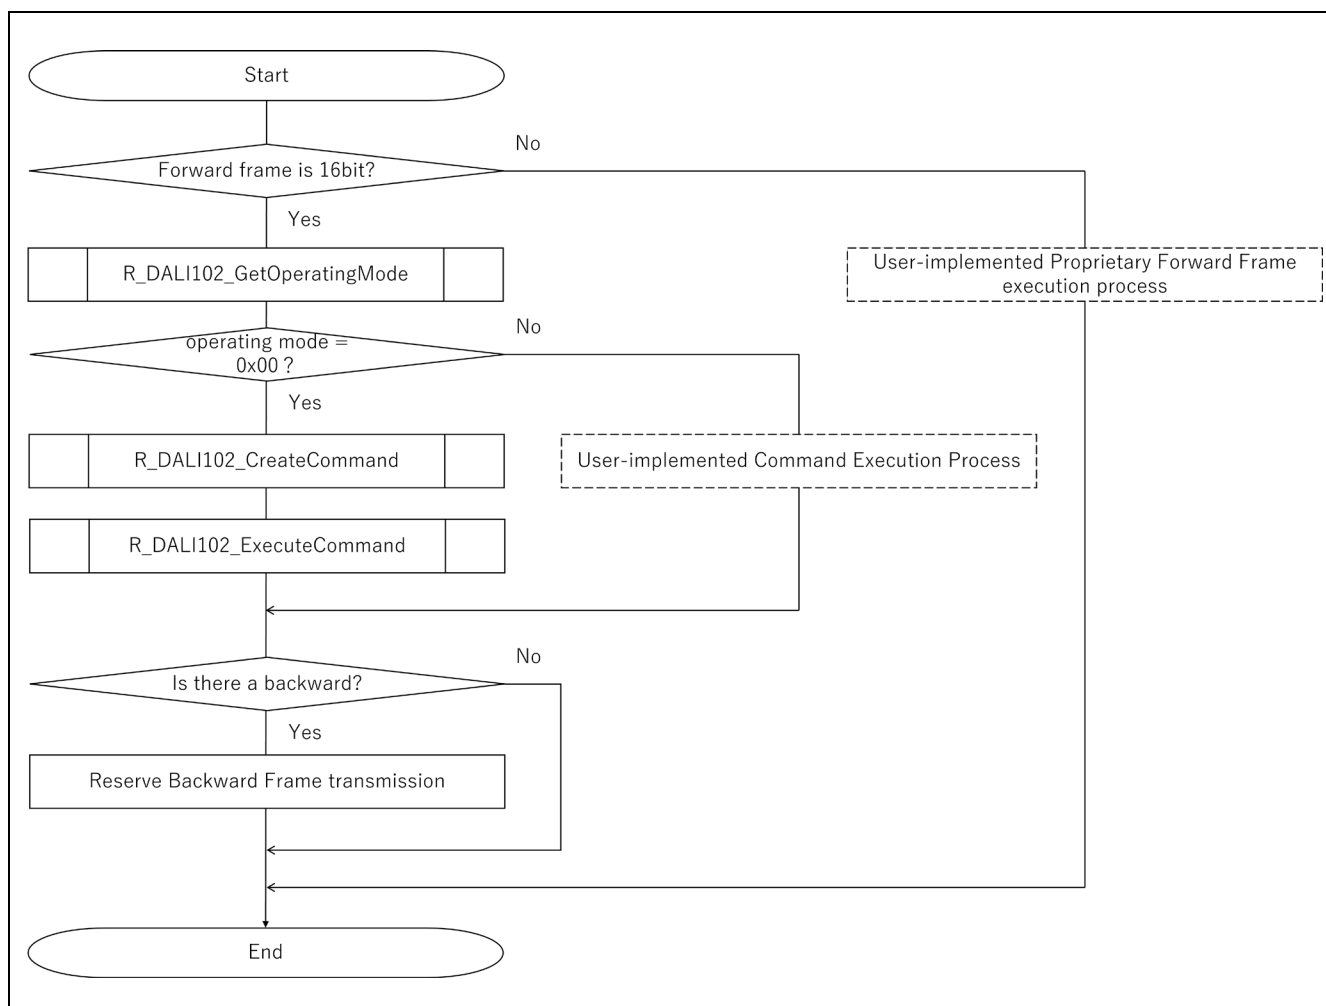 Start
Forward frame is 16bit?
No
Yes
R_DALI102_GetOperatingMode
User-implemented Proprietary Forward Frame
execution process
operating mode =
0x00 ?
No
Yes
R_DALI102_CreateCommand
User-implemented Command Execution Process
R_DALI102_ExecuteCommand
Is there a backward?
No
Yes
Reserve Backward Frame transmission
End